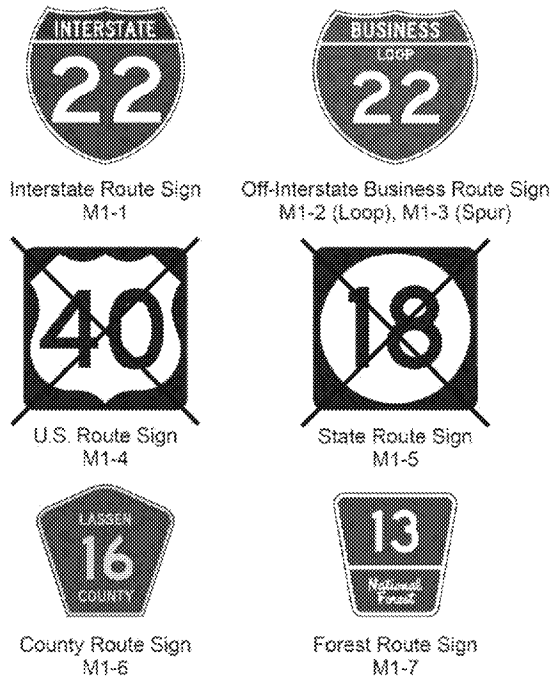 INTERSTATE
22
Interstate Route Sign
M1-1
BUSINESS
LOOP
22
Off-Interstate Business Route Sign
M1-2 (Loop), M1-3 (Spur)
40
U.S. Route Sign
M1-4
18
State Route Sign
M1-5
LASSEN
16
COUNTY
County Route Sign
M1-6
13
National
Forest
Forest Route Sign
M1-7